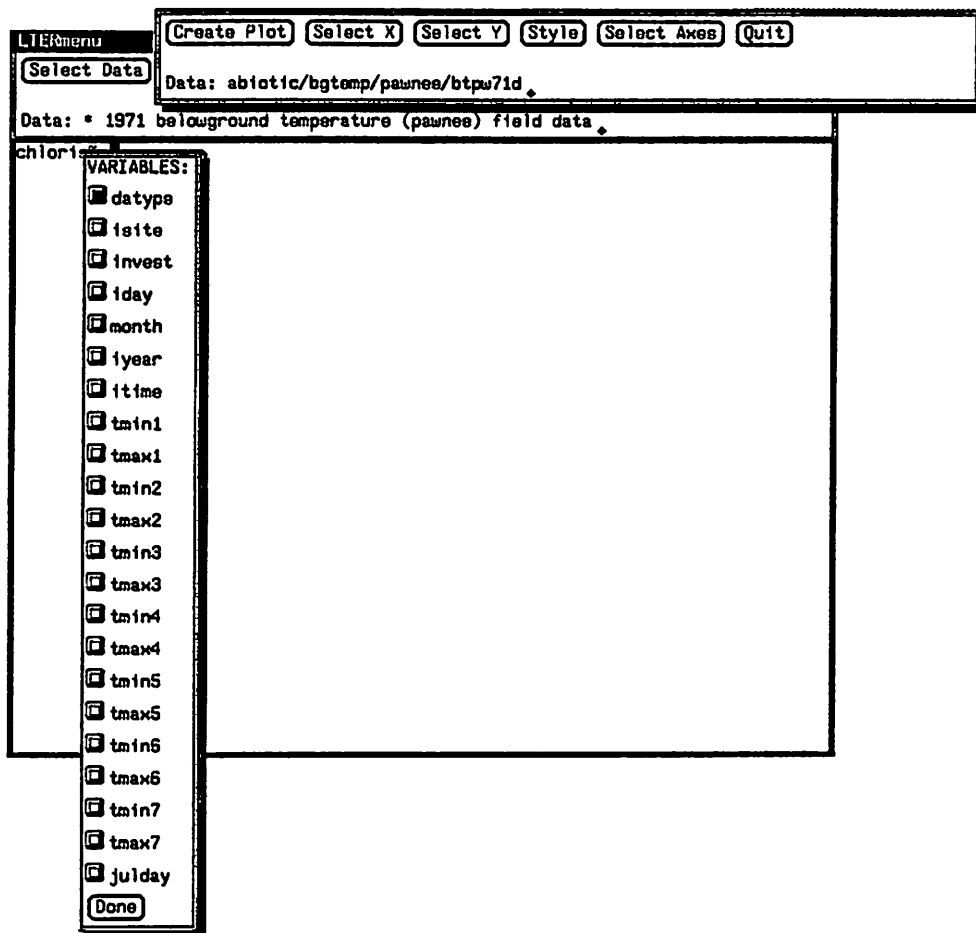 Create Plot Select X Select Y Style Select Axes Quit
Data: abiotic/bgtemp/pawnee/btpw71d
LTERmenu
Select Data
Data: * 1971 belowground temperature (pawnee) field data
chloris%
VARIABLES:
datype
isite
invest
iday
month
iyear
itime
tmin1
tmax1
tmin2
tmax2
tmin3
tmax3
tmin4
tmax4
tmin5
tmax5
tmin6
tmax6
tmin7
tmax7
julday
Done